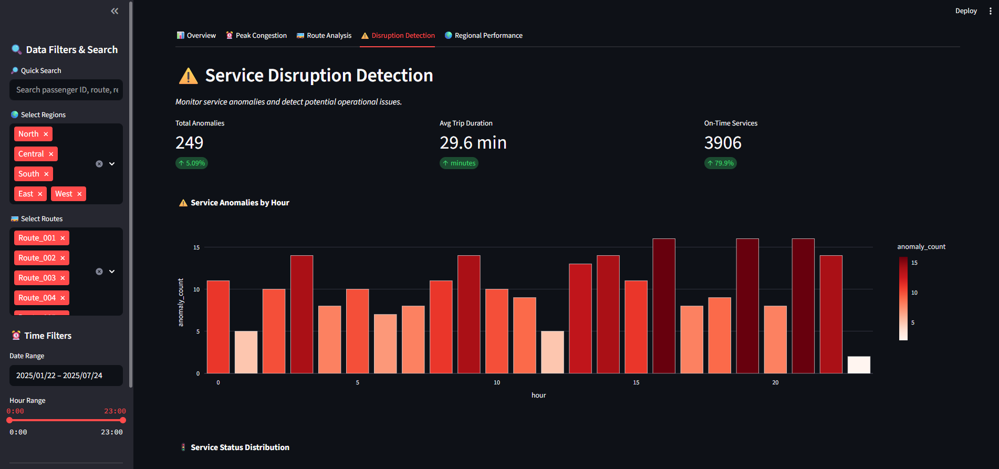 Deploy
Data Filters & Search
Quick Search
Search passenger ID, route, re
Select Regions
North ×
Central ×
South ×
East × West ×
Select Routes
Route_001 ×
Route_002 ×
Route_003 ×
Route_004 ×
Time Filters
Date Range
2025/01/22 – 2025/07/24
Hour Range
0:00 23:00
0:00 23:00
Overview Peak Congestion Route Analysis Disruption Detection Regional Performance
Service Disruption Detection
Monitor service anomalies and detect potential operational issues.
Total Anomalies
249
↑ 5.09%
Avg Trip Duration
29.6 min
↑ minutes
On-Time Services
3906
↑ 79.9%
Service Anomalies by Hour
anomaly_count
15
10
5
0
0 5 10 15 20
hour
anomaly_count
15
10
5
Service Status Distribution